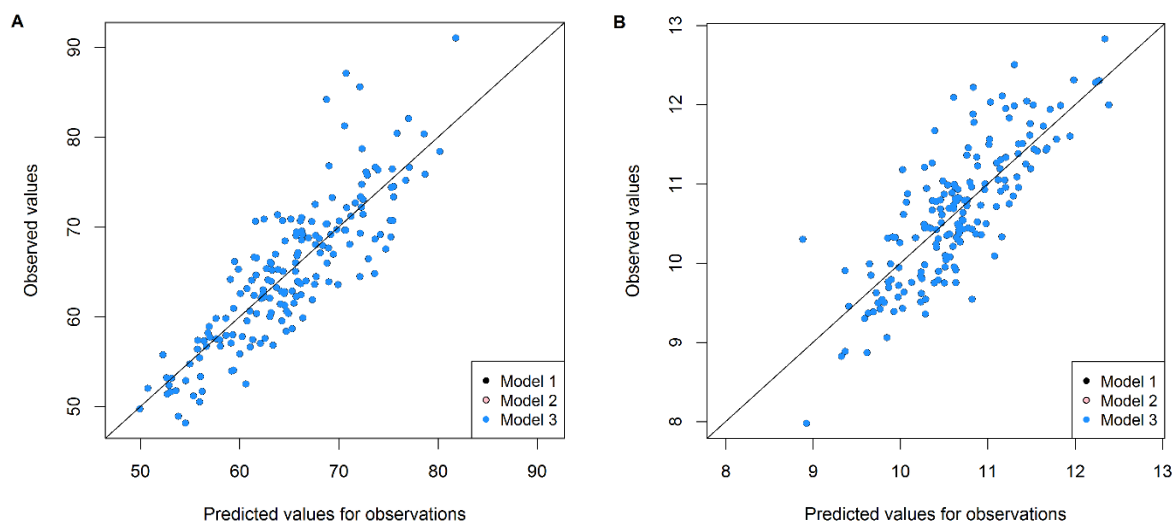 A
90
80
70
60
50
Observed values
Model 1
Model 2
Model 3
50 60 70 80 90
Predicted values for observations
B
13
12
11
10
9
8
Observed values
Model 1
Model 2
Model 3
8 9 10 11 12 13
Predicted values for observations